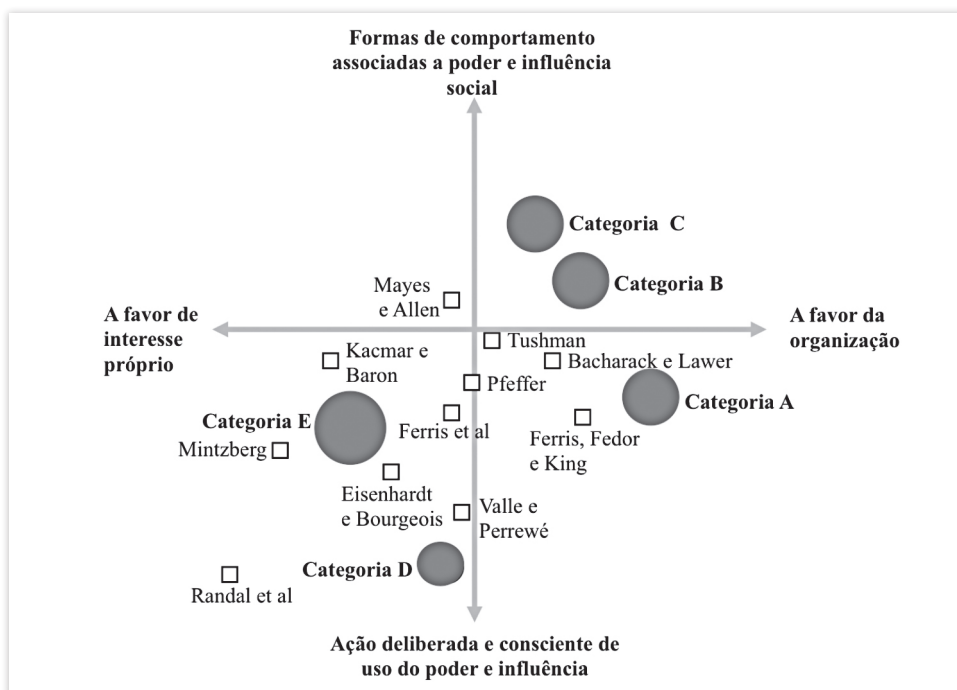 Formas de comportamento
associadas a poder e influência
social
Categoria C
Categoria B
Mayes
e Allen
A favor de
interesse
próprio
A favor da
organização
Tushman
Kacmar e
Baron
Bacharack e Lawer
Pfeffer
Categoria A
Categoria E
Ferris et al
Ferris, Fedor
e King
Mintzberg
Eisenhardt
e Bourgeois
Valle e
Perrewé
Categoria D
Randal et al
Ação deliberada e consciente de
uso do poder e influência